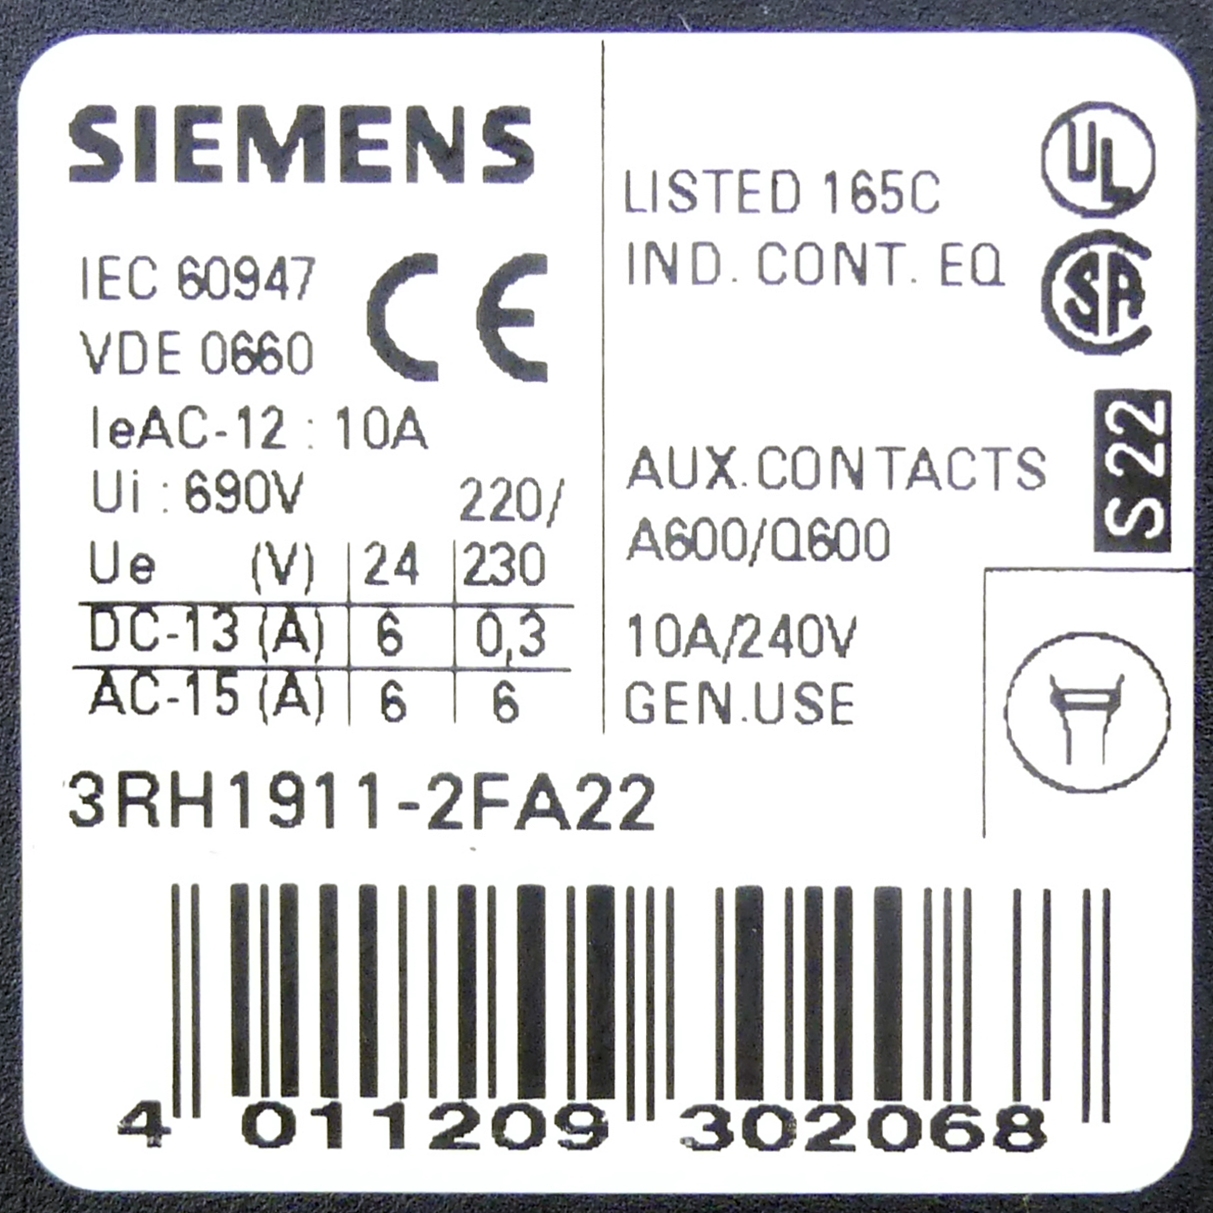 SIEMENS
IEC 60947
VDE 0660
CE
IeAC-12 : 10A
Ui : 690V 220/
Ue (V) 24 230
DC-13 (A) 6 0,3
AC-15 (A) 6 6
LISTED 165C
IND. CONT. EQ
UL
SA
AUX.CONTACTS
A600/Q600
S 22
10A/240V
GEN.USE
3RH1911-2FA22
4 011209 302068